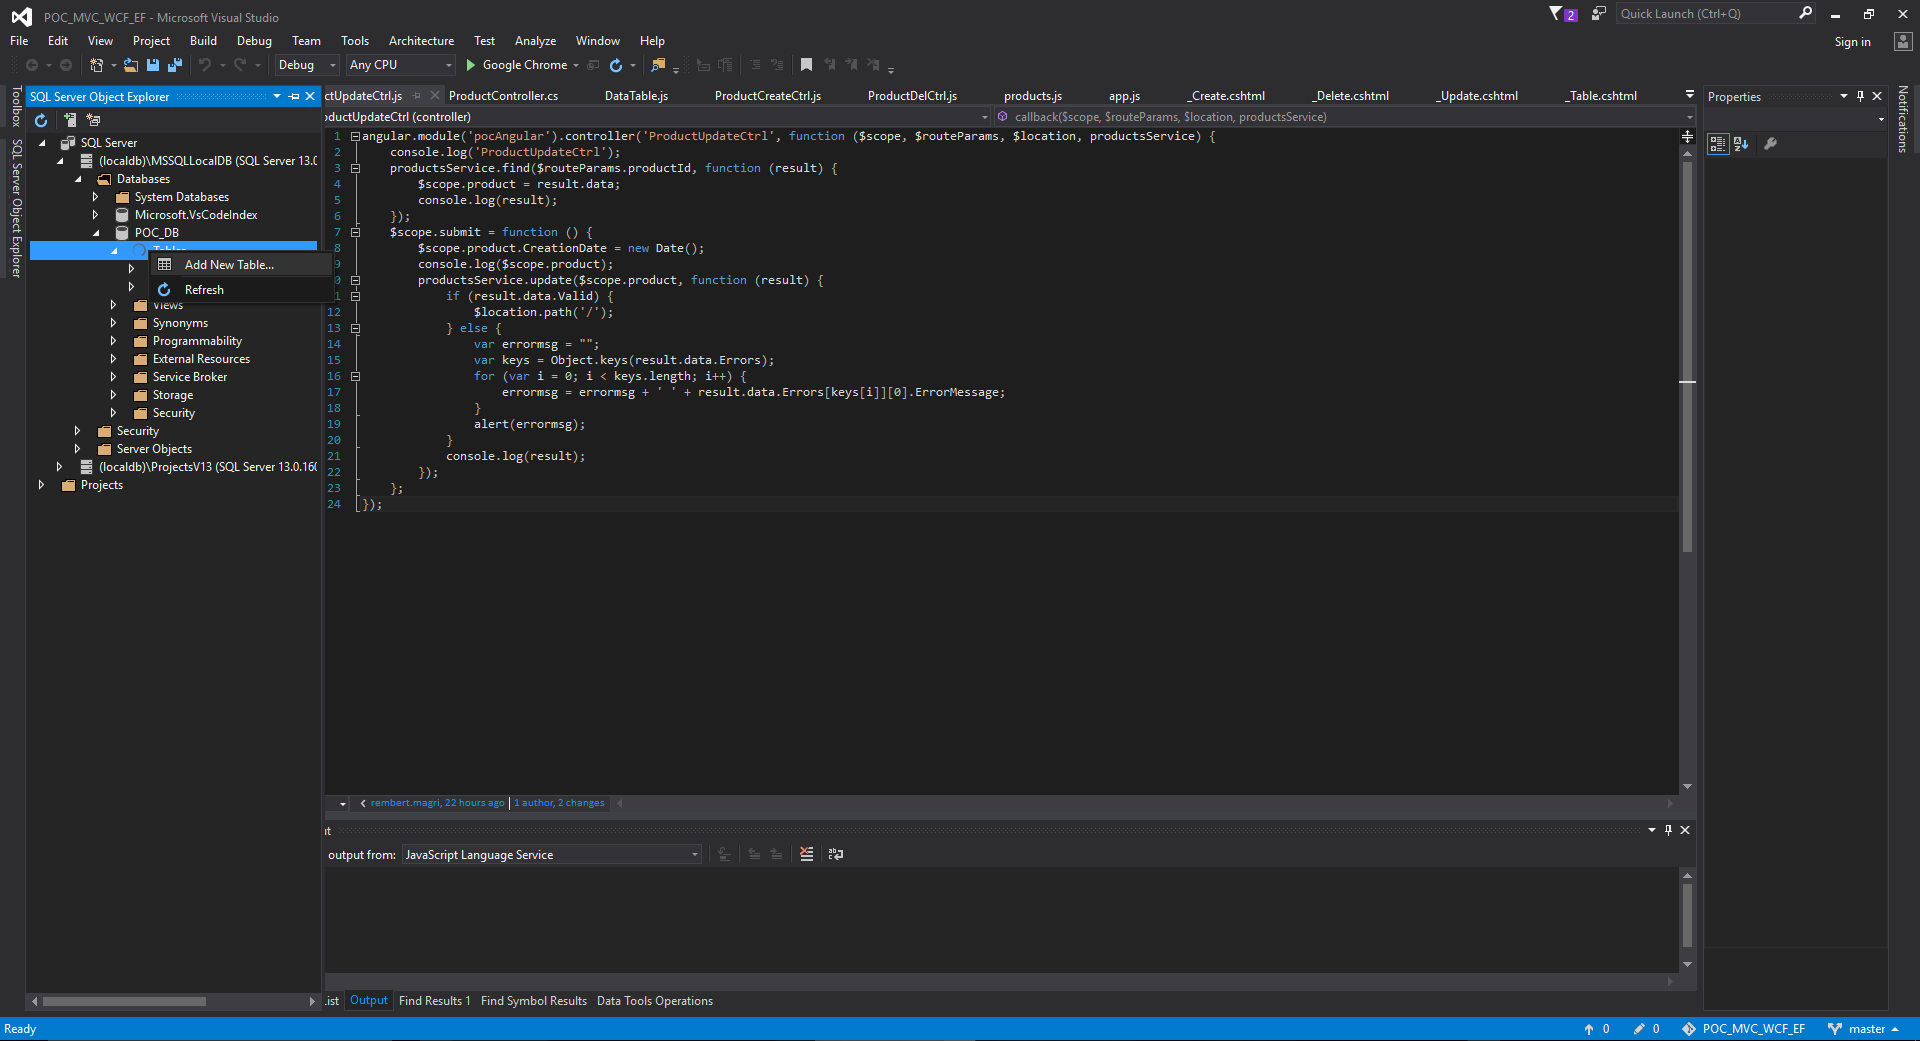 POC_MVC_WCF_EF - Microsoft Visual Studio
2
Quick Launch (Ctrl+Q)
File Edit View Project Build Debug Team Tools Architecture Test Analyze Window Help
Sign in
Debug Any CPU Google Chrome
Toolbox
SQL Server Object Explorer
SQL Server Object Explorer
SQL Server
(localdb)\MSSQLLocalDB (SQL Server 13.0
Databases
System Databases
Microsoft.VsCodeIndex
POC_DB
Tables
Add New Table...
Refresh
Views
Synonyms
Programmability
External Resources
Service Broker
Storage
Security
Security
Server Objects
(localdb)\ProjectsV13 (SQL Server 13.0.160
Projects
ctUpdateCtrl.js ProductController.cs DataTable.js ProductCreateCtrl.js ProductDelCtrl.js products.js app.js _Create.cshtml _Delete.cshtml _Update.cshtml _Table.cshtml
oductUpdateCtrl (controller) callback($scope, $routeParams, $location, productsService)
1 angular.module('pocAngular').controller('ProductUpdateCtrl', function ($scope, $routeParams, $location, productsService) {
2 console.log('ProductUpdateCtrl');
3 productsService.find($routeParams.productId, function (result) {
4 $scope.product = result.data;
5 console.log(result);
6 });
7 $scope.submit = function () {
8 $scope.product.CreationDate = new Date();
9 console.log($scope.product);
0 productsService.update($scope.product, function (result) {
1 if (result.data.Valid) {
12 $location.path('/');
13 } else {
14 var errormsg = "";
15 var keys = Object.keys(result.data.Errors);
16 for (var i = 0; i < keys.length; i++) {
17 errormsg = errormsg + ' ' + result.data.Errors[keys[i]][0].ErrorMessage;
18 }
19 alert(errormsg);
20 }
21 console.log(result);
22 });
23 };
24 });
rembert.magri, 22 hours ago | 1 author, 2 changes
ut
output from: JavaScript Language Service
ist Output Find Results 1 Find Symbol Results Data Tools Operations
Properties
Notifications
Ready
0 0 POC_MVC_WCF_EF master